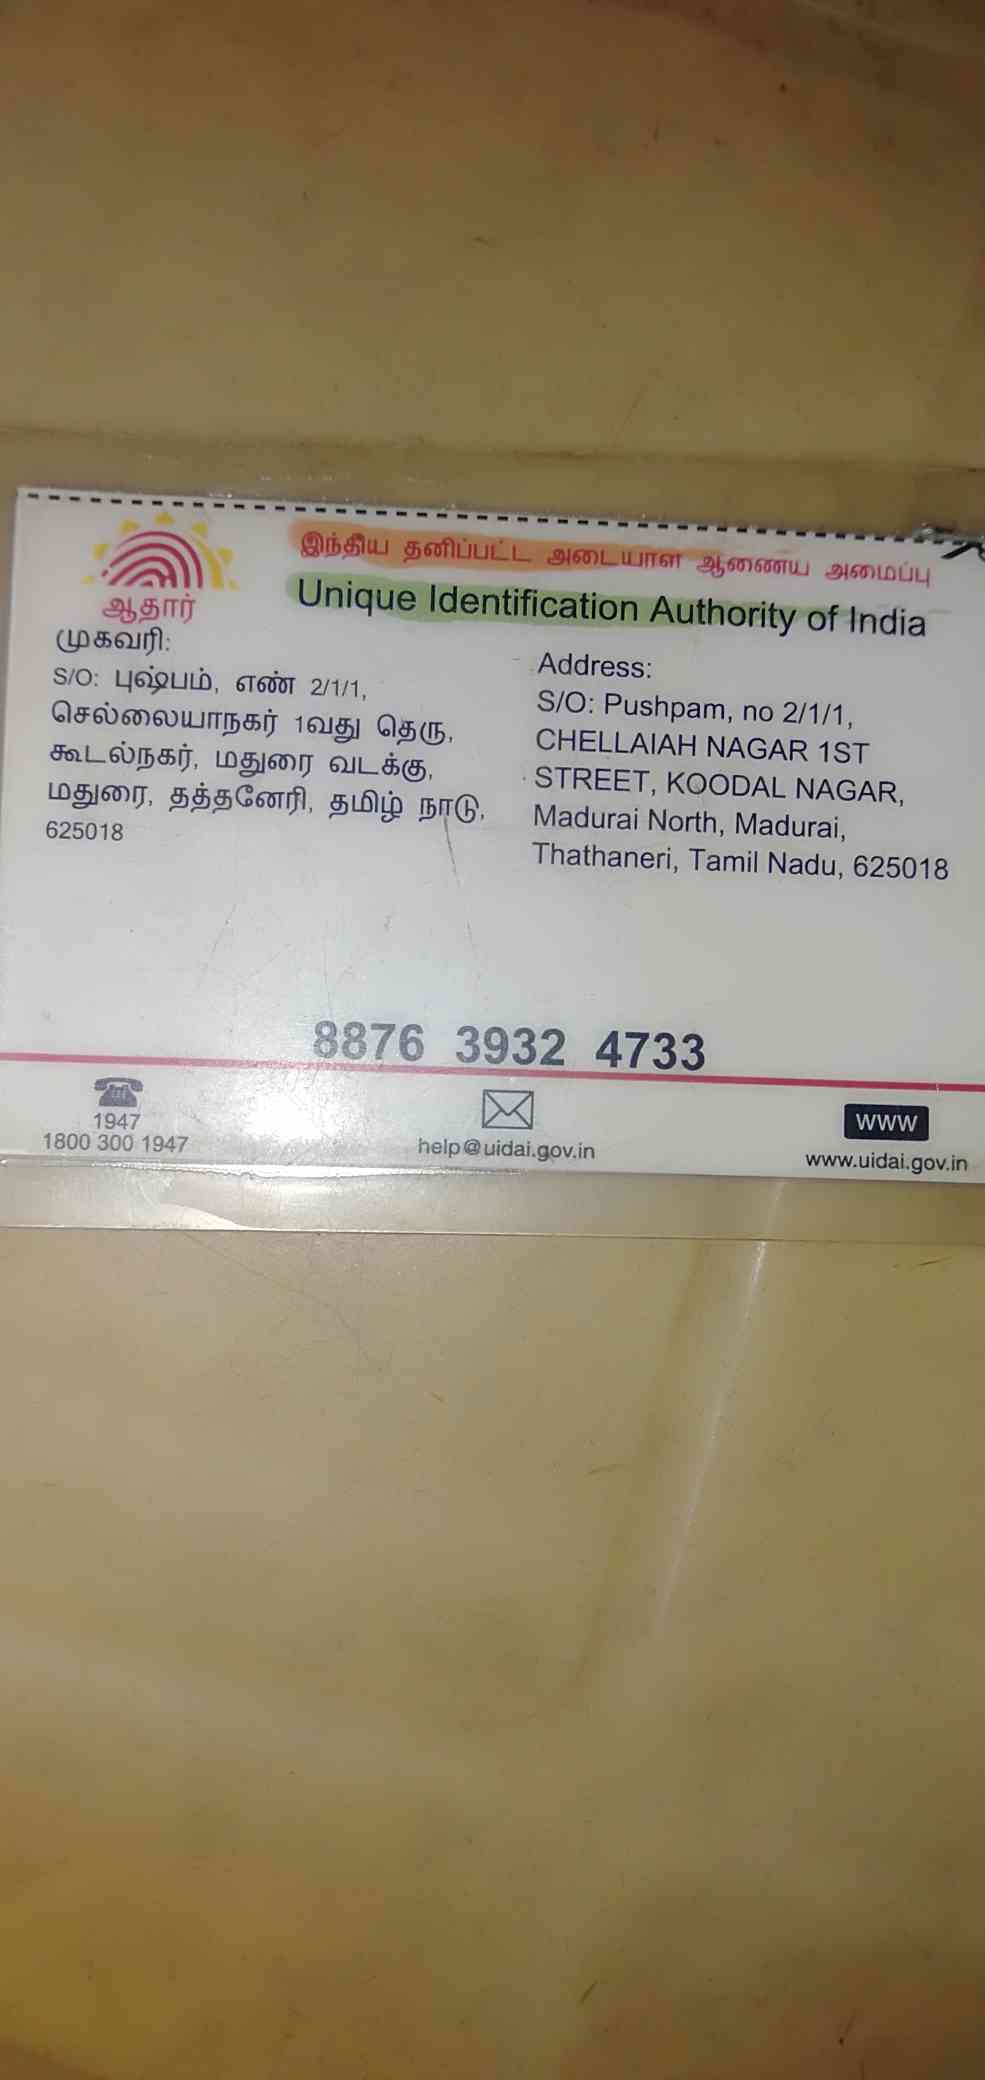 இந்திய தனிப்பட்ட அடையாள ஆணைய அமைப்பு
Unique Identification Authority of India
ஆதார்
முகவரி:
S/O: புஷ்பம், எண் 2/1/1,
செல்லையாநகர் 1வது தெரு,
கூடல்நகர், மதுரை வடக்கு,
மதுரை, தத்தனேரி, தமிழ் நாடு,
625018
Address:
S/O: Pushpam, no 2/1/1,
CHELLAIAH NAGAR 1ST
STREET, KOODAL NAGAR,
Madurai North, Madurai,
Thathaneri, Tamil Nadu, 625018
8876 3932 4733
1947
1800 300 1947
help@uidai.gov.in
WWW
www.uidai.gov.in